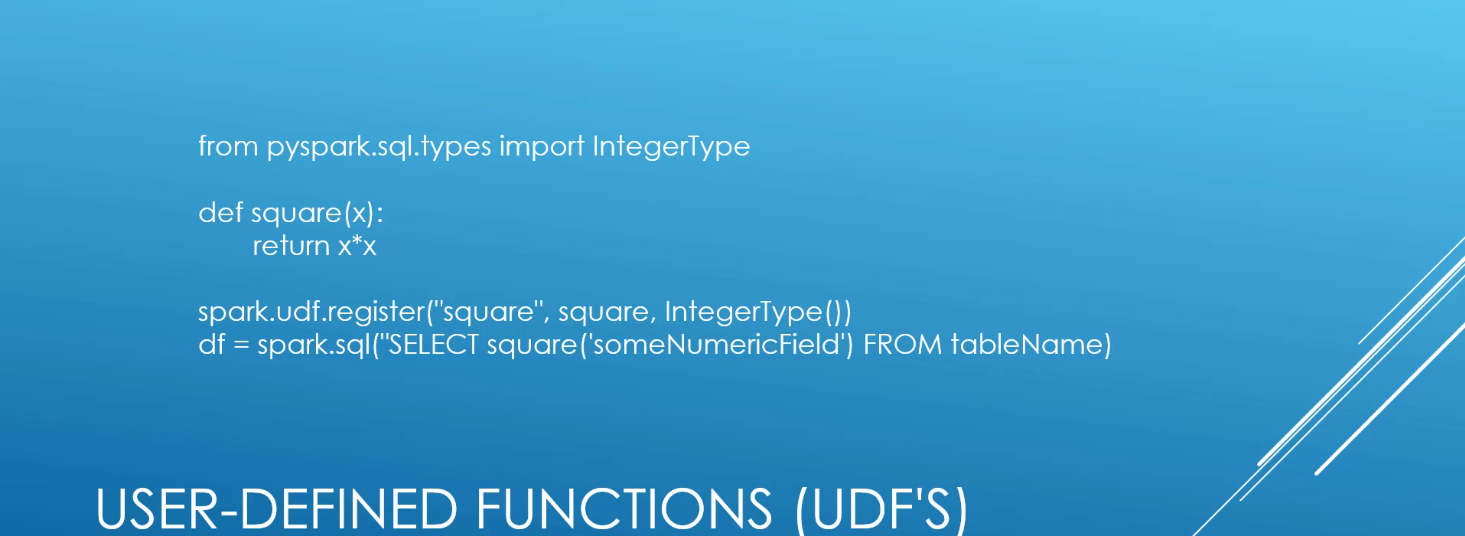 from pyspark.sql.types import IntegerType
def square(x):
return x*x
spark.udf.register("square", square, IntegerType())
df = spark.sql("SELECT square('someNumericField') FROM tableName)
USER-DEFINED FUNCTIONS (UDF'S)